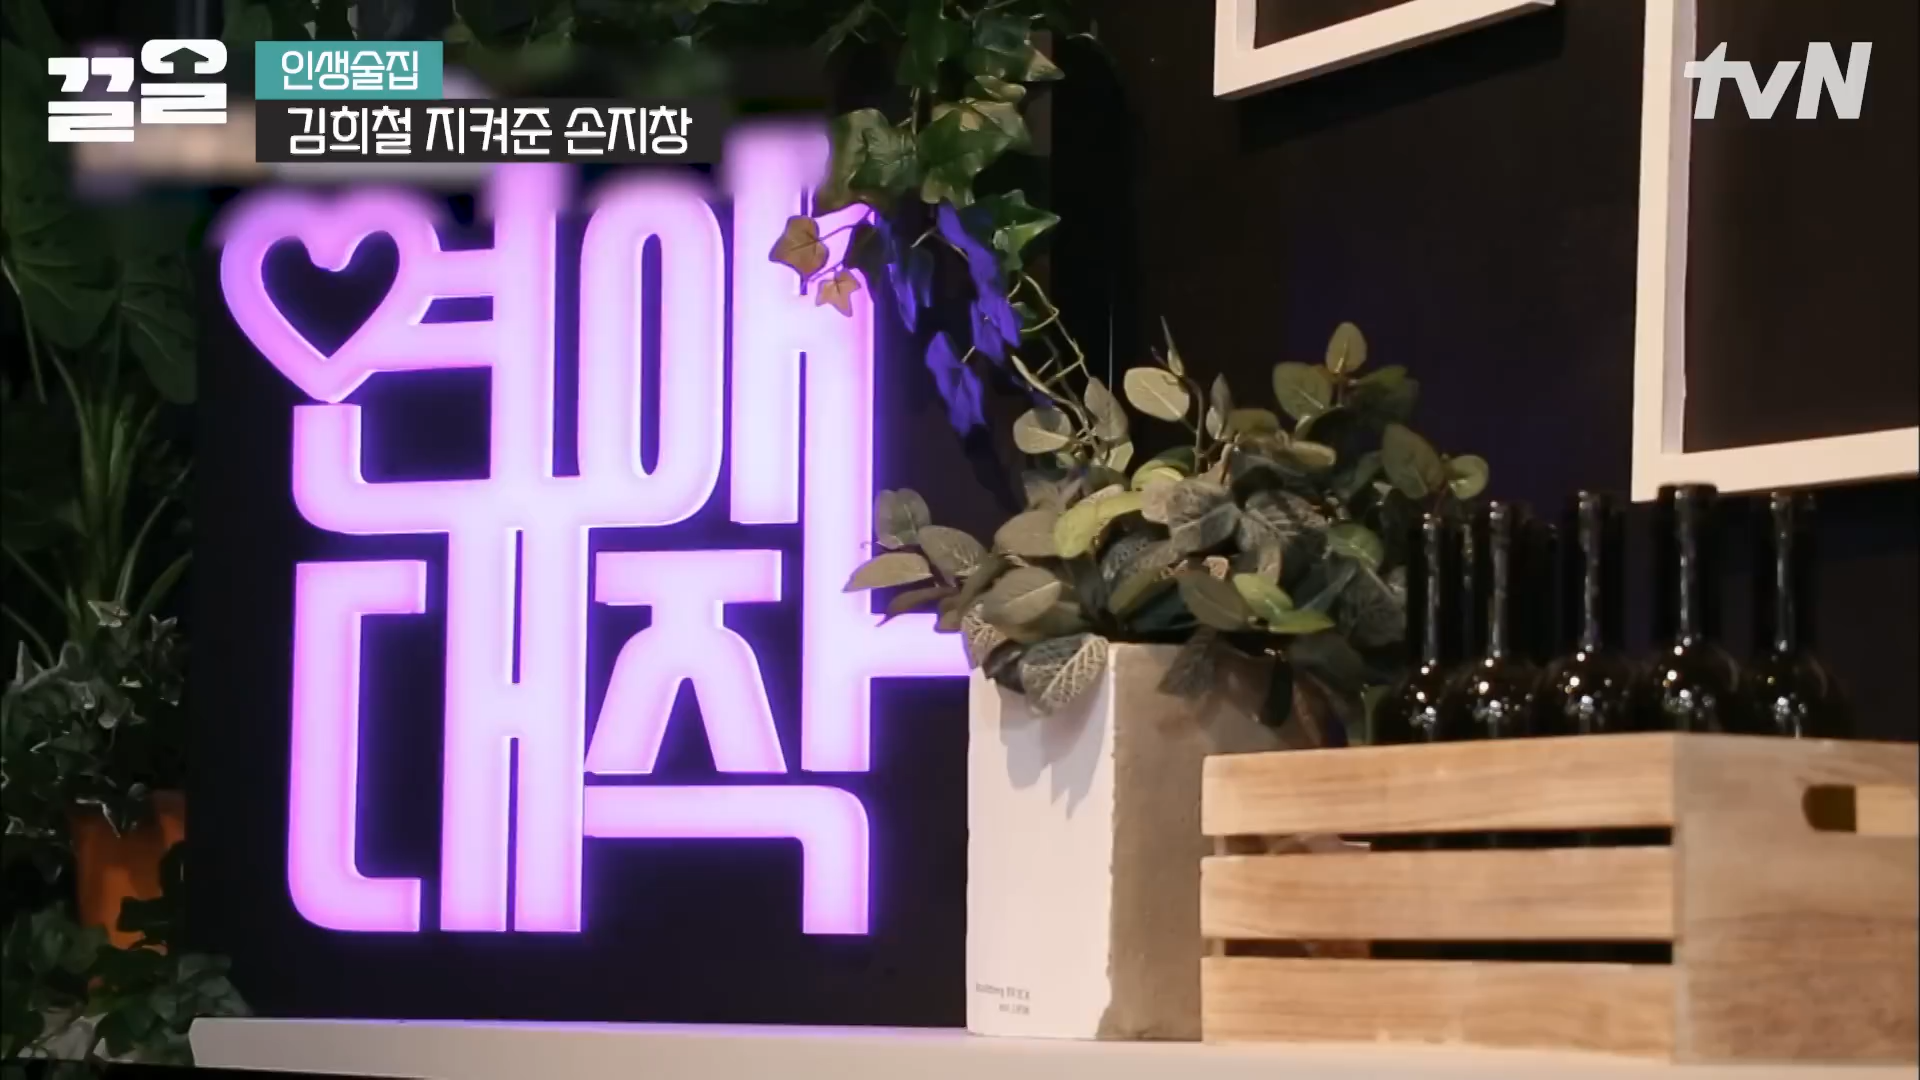 끌올
인생술집
김희철 지켜준 손지창
tvN
연애
대작